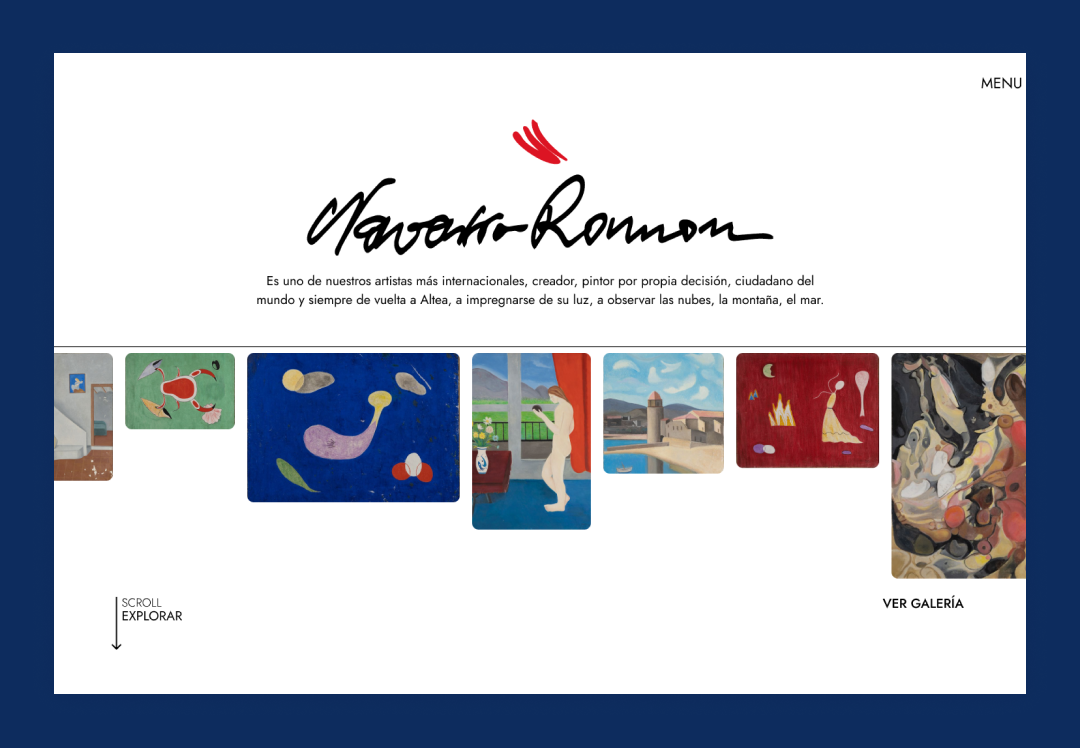 MENU
Navarro Ramon
Es uno de nuestros artistas más internacionales, creador, pintor por propia decisión, ciudadano del
mundo y siempre de vuelta a Altea, a impregnarse de su luz, a observar las nubes, la montaña, el mar.
SCROLL
EXPLORAR
VER GALERÍA